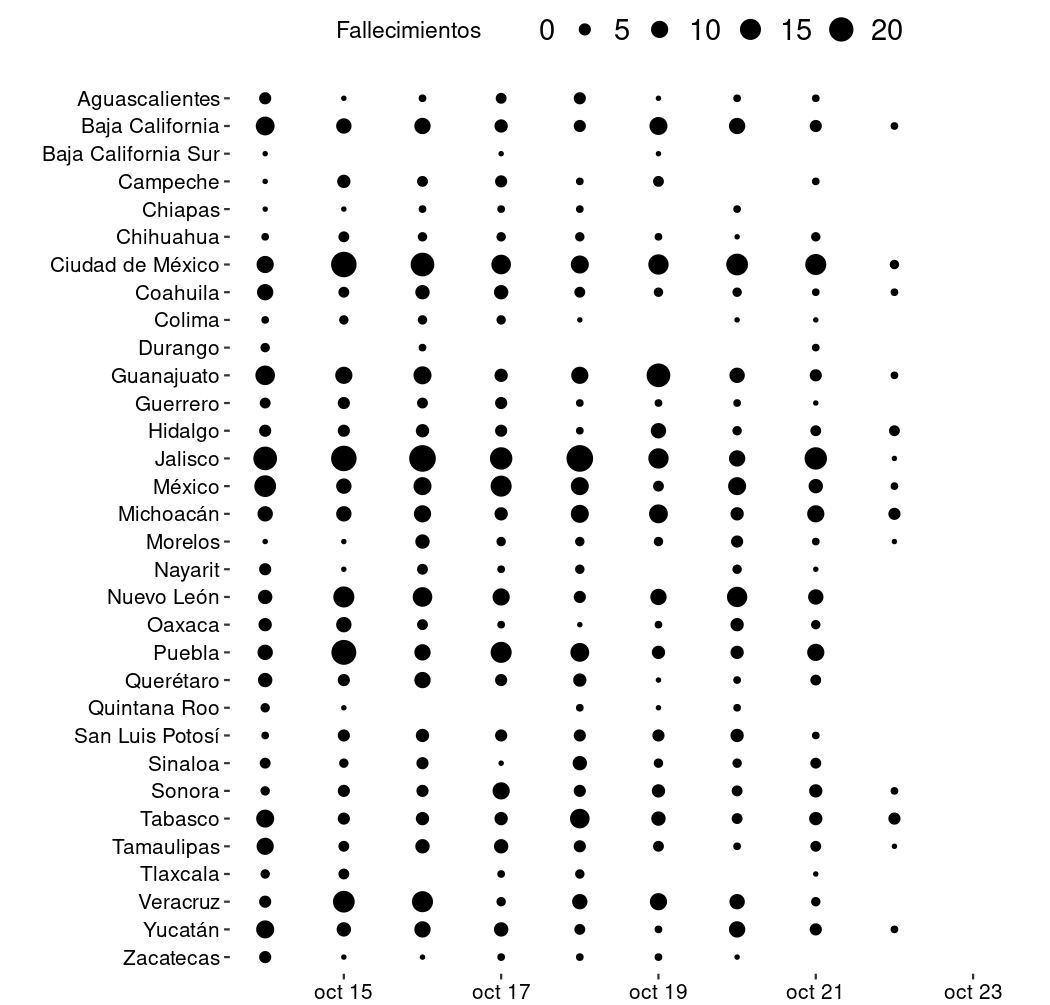 Fallecimientos 0 5 10 15 20
Aguascalientes
Baja California
Baja California Sur
Campeche
Chiapas
Chihuahua
Ciudad de México
Coahuila
Colima
Durango
Guanajuato
Guerrero
Hidalgo
Jalisco
México
Michoacán
Morelos
Nayarit
Nuevo León
Oaxaca
Puebla
Querétaro
Quintana Roo
San Luis Potosí
Sinaloa
Sonora
Tabasco
Tamaulipas
Tlaxcala
Veracruz
Yucatán
Zacatecas
oct 15 oct 17 oct 19 oct 21 oct 23